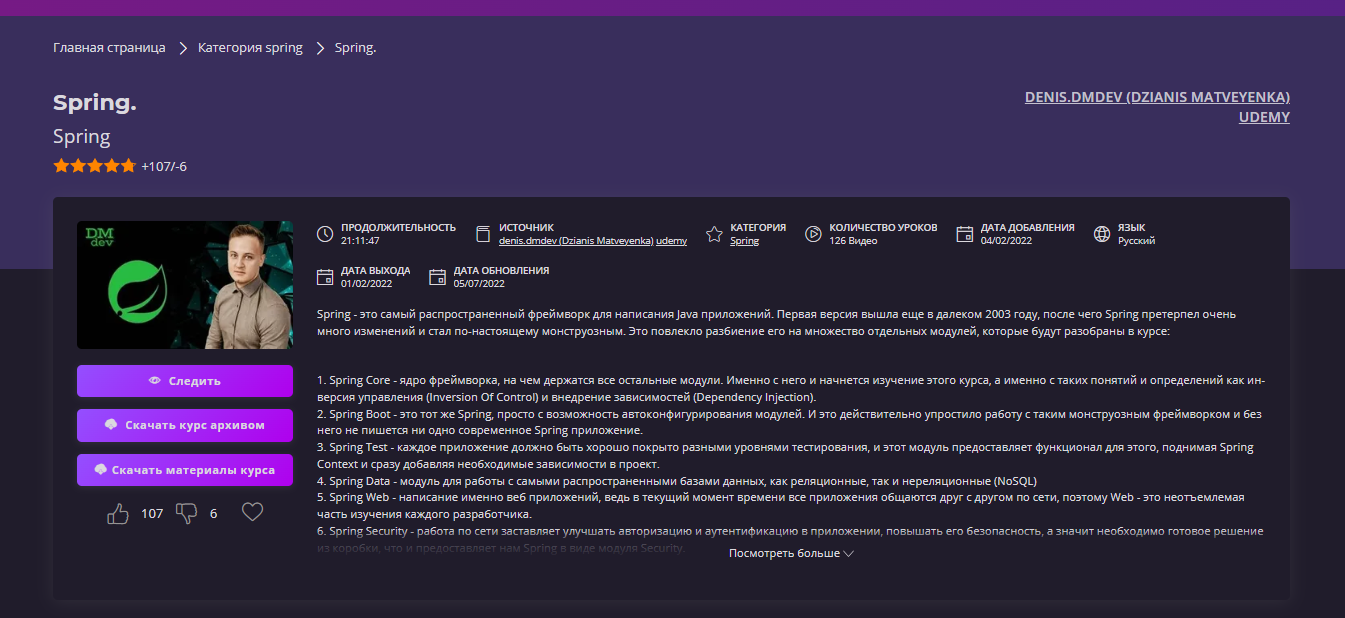 Главная страница > Категория spring > Spring.
Spring.
DENIS.DMDEV (DZIANIS MATVEYENKA)
UDEMY
Spring
+107/-6
DM
dev
ПРОДОЛЖИТЕЛЬНОСТЬ
21:11:47
ИСТОЧНИК
denis.dmdev (Dzianis Matveyenka) udemy
КАТЕГОРИЯ
Spring
КОЛИЧЕСТВО УРОКОВ
126 Видео
ДАТА ДОБАВЛЕНИЯ
04/02/2022
ЯЗЫК
Русский
ДАТА ВЫХОДА
01/02/2022
ДАТА ОБНОВЛЕНИЯ
05/07/2022
Spring - это самый распространенный фреймворк для написания Java приложений. Первая версия вышла еще в далеком 2003 году, после чего Spring претерпел очень
много изменений и стал по-настоящему монструозным. Это повлекло разбиение его на множество отдельных модулей, которые будут разобраны в курсе:
1. Spring Core - ядро фреймворка, на чем держатся все остальные модули. Именно с него и начнется изучение этого курса, а именно с таких понятий и определений как ин-
версия управления (Inversion Of Control) и внедрение зависимостей (Dependency Injection).
2. Spring Boot - это тот же Spring, просто с возможность автоконфигурирования модулей. И это действительно упростило работу с таким монструозным фреймворком и без
него не пишется ни одно современное Spring приложение.
3. Spring Test - каждое приложение должно быть хорошо покрыто разными уровнями тестирования, и этот модуль предоставляет функционал для этого, поднимая Spring
Context и сразу добавляя необходимые зависимости в проект.
4. Spring Data - модуль для работы с самыми распространенными базами данных, как реляционные, так и нереляционные (NoSQL)
5. Spring Web - написание именно веб приложений, ведь в текущий момент времени все приложения общаются друг с другом по сети, поэтому Web - это неотъемлемая
часть изучения каждого разработчика.
6. Spring Security - работа по сети заставляет улучшать авторизацию и аутентификацию в приложении, повышать его безопасность, а значит необходимо готовое решение
из коробки, что и предоставляет нам Spring в виде модуля Security.
Посмотреть больше
Следить
Скачать курс архивом
Скачать материалы курса
107
6